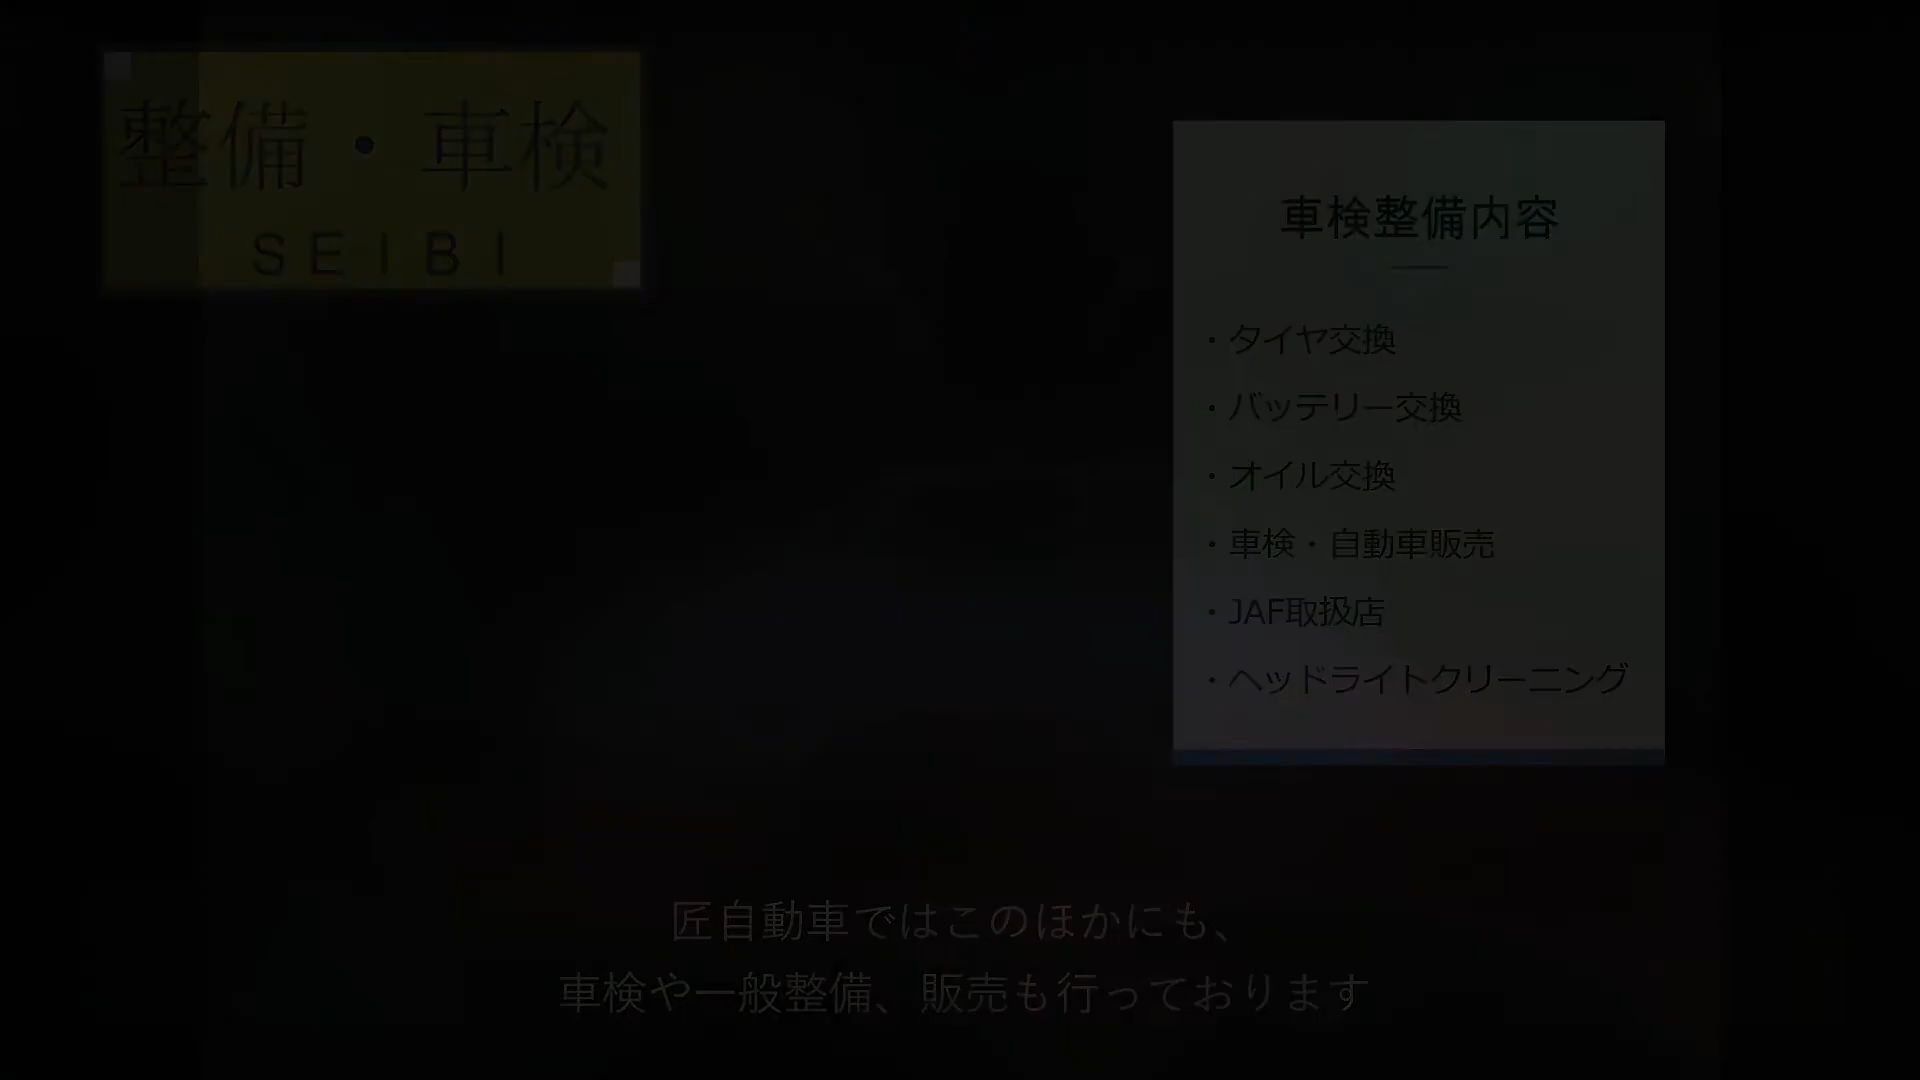 整備・車検
SEIBI
車検整備内容
・タイヤ交換
・バッテリー交換
・オイル交換
・車検・自動車販売
・JAF取扱店
・ヘッドライトクリーニング
匠自動車ではこのほかにも、
車検や一般整備、販売も行っております